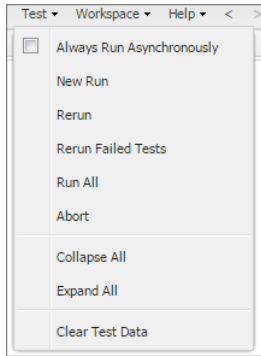 Test ▾ Workspace ▾ Help ▾ < >
Always Run Asynchronously
New Run
Rerun
Rerun Failed Tests
Run All
Abort
Collapse All
Expand All
Clear Test Data